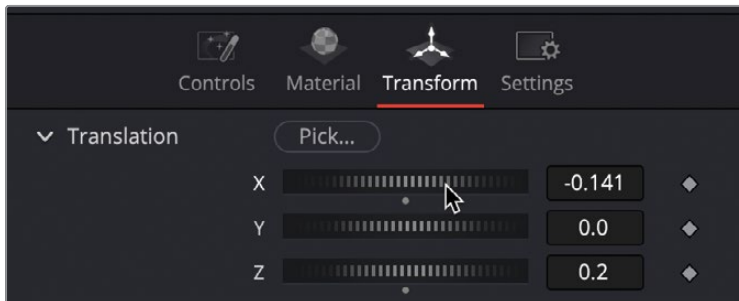 Controls Material Transform Settings
Translation Pick...
X -0.141
Y 0.0
Z 0.2